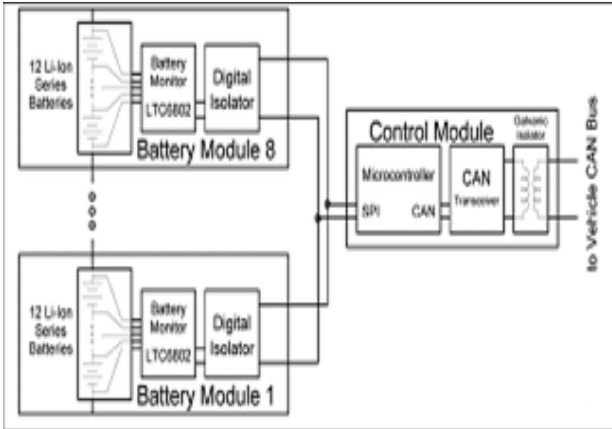 12 Li-Ion
Series
Batteries
Battery
Monitor
LTC6802
Digital
Isolator
Battery Module 8
Control Module
Galvanic
Isolator
Microcontroller
SPI
CAN
CAN
Transceiver
to Vehicle CAN Bus
12 Li-Ion
Series
Batteries
Battery
Monitor
LTC6802
Digital
Isolator
Battery Module 1